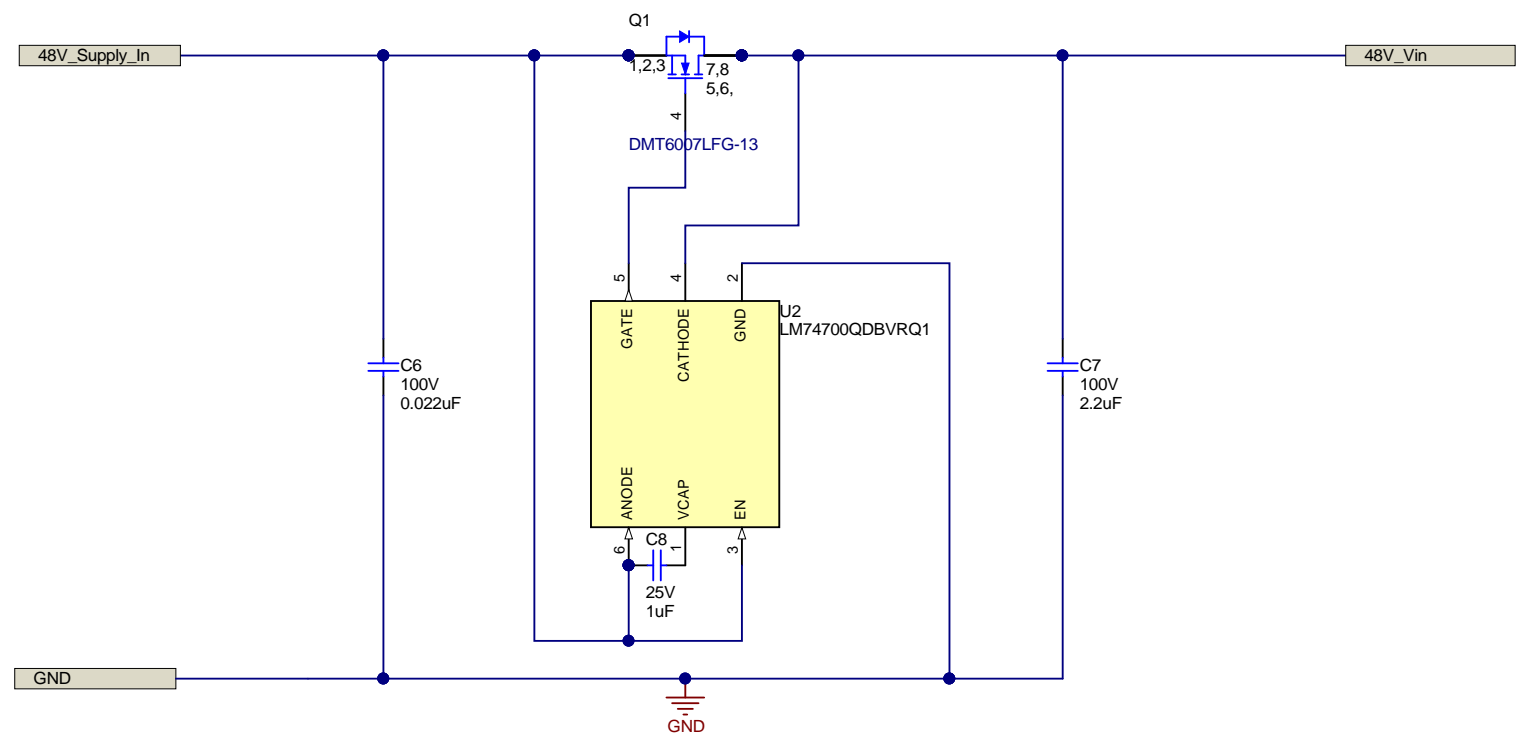 Q1
48V_Supply_In
48V_Vin
1,2,3
7,8
5,6,
4
DMT6007LFG-13
5
4
2
U2
LM74700QDBVRQ1
GATE
CATHODE
GND
C6
100V
0.022uF
C7
100V
2.2uF
ANODE
VCAP
EN
6
C8
1
3
25V
1uF
GND
GND